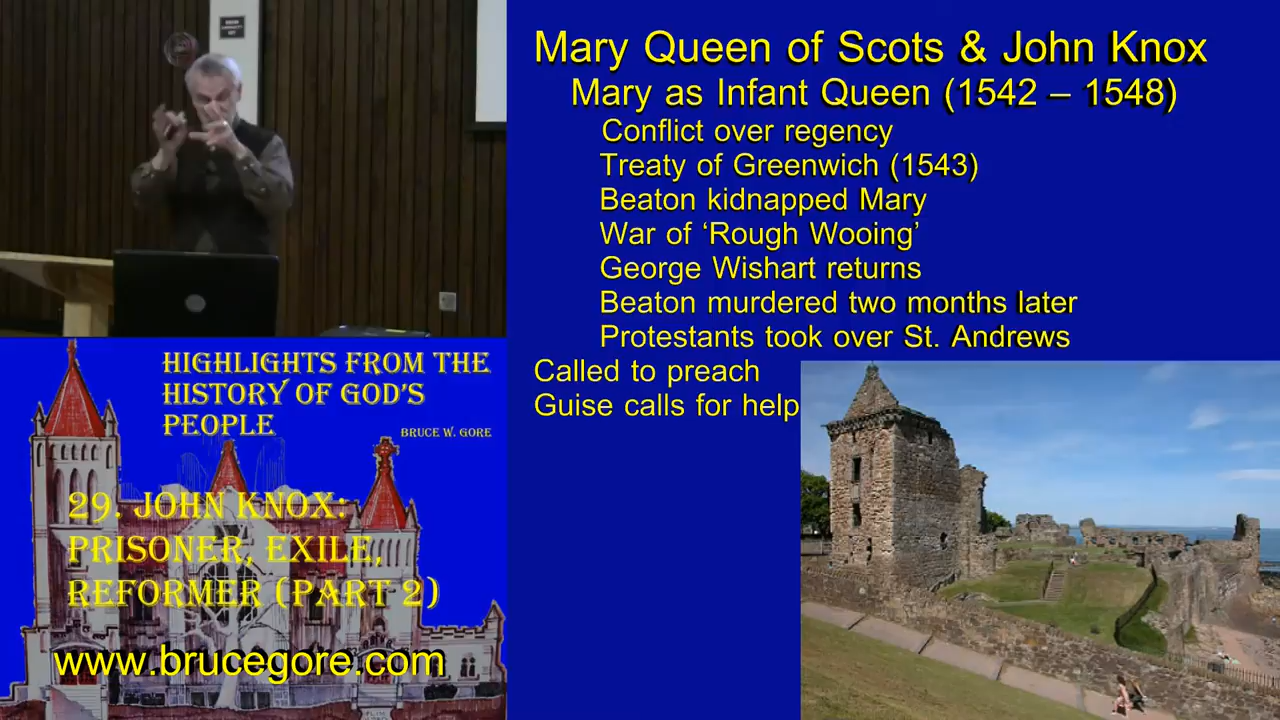 Mary Queen of Scots & John Knox
Mary as Infant Queen (1542 – 1548)
Conflict over regency
Treaty of Greenwich (1543)
Beaton kidnapped Mary
War of ‘Rough Wooing’
George Wishart returns
Beaton murdered two months later
Protestants took over St. Andrews
Called to preach
Guise calls for help
HIGHLIGHTS FROM THE
HISTORY OF GOD'S
PEOPLE
BRUCE W. GORE
29. JOHN KNOX:
PRISONER, EXILE,
REFORMER (PART 2)
www.brucegore.com